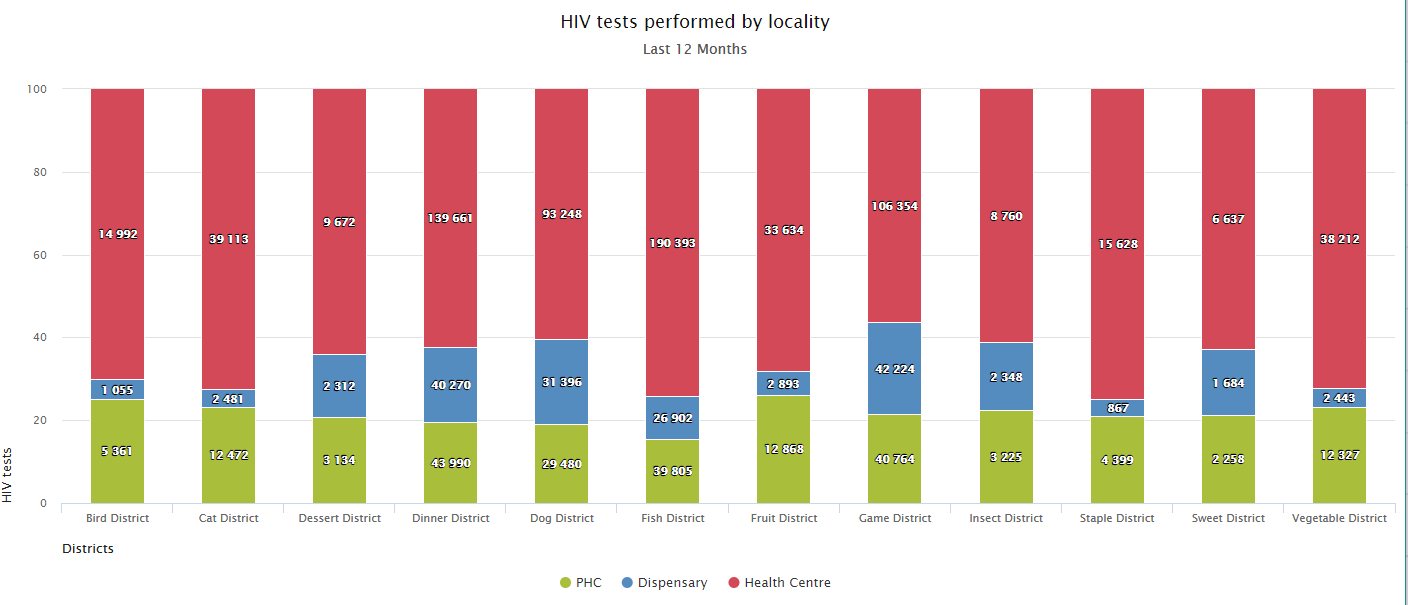 HIV tests performed by locality
Last 12 Months
100
80
60
40
20
0
HIV tests
14 992
39 113
9 672
139 661
93 248
190 393
33 634
106 354
8 760
15 628
6 637
38 212
1 055
2 481
2 312
40 270
31 396
26 902
2 893
42 224
2 348
867
1 684
2 443
5 361
12 472
3 134
43 990
29 480
39 805
12 868
40 764
3 225
4 399
2 258
12 327
Bird District
Cat District
Dessert District
Dinner District
Dog District
Fish District
Fruit District
Game District
Insect District
Staple District
Sweet District
Vegetable District
Districts
PHC
Dispensary
Health Centre